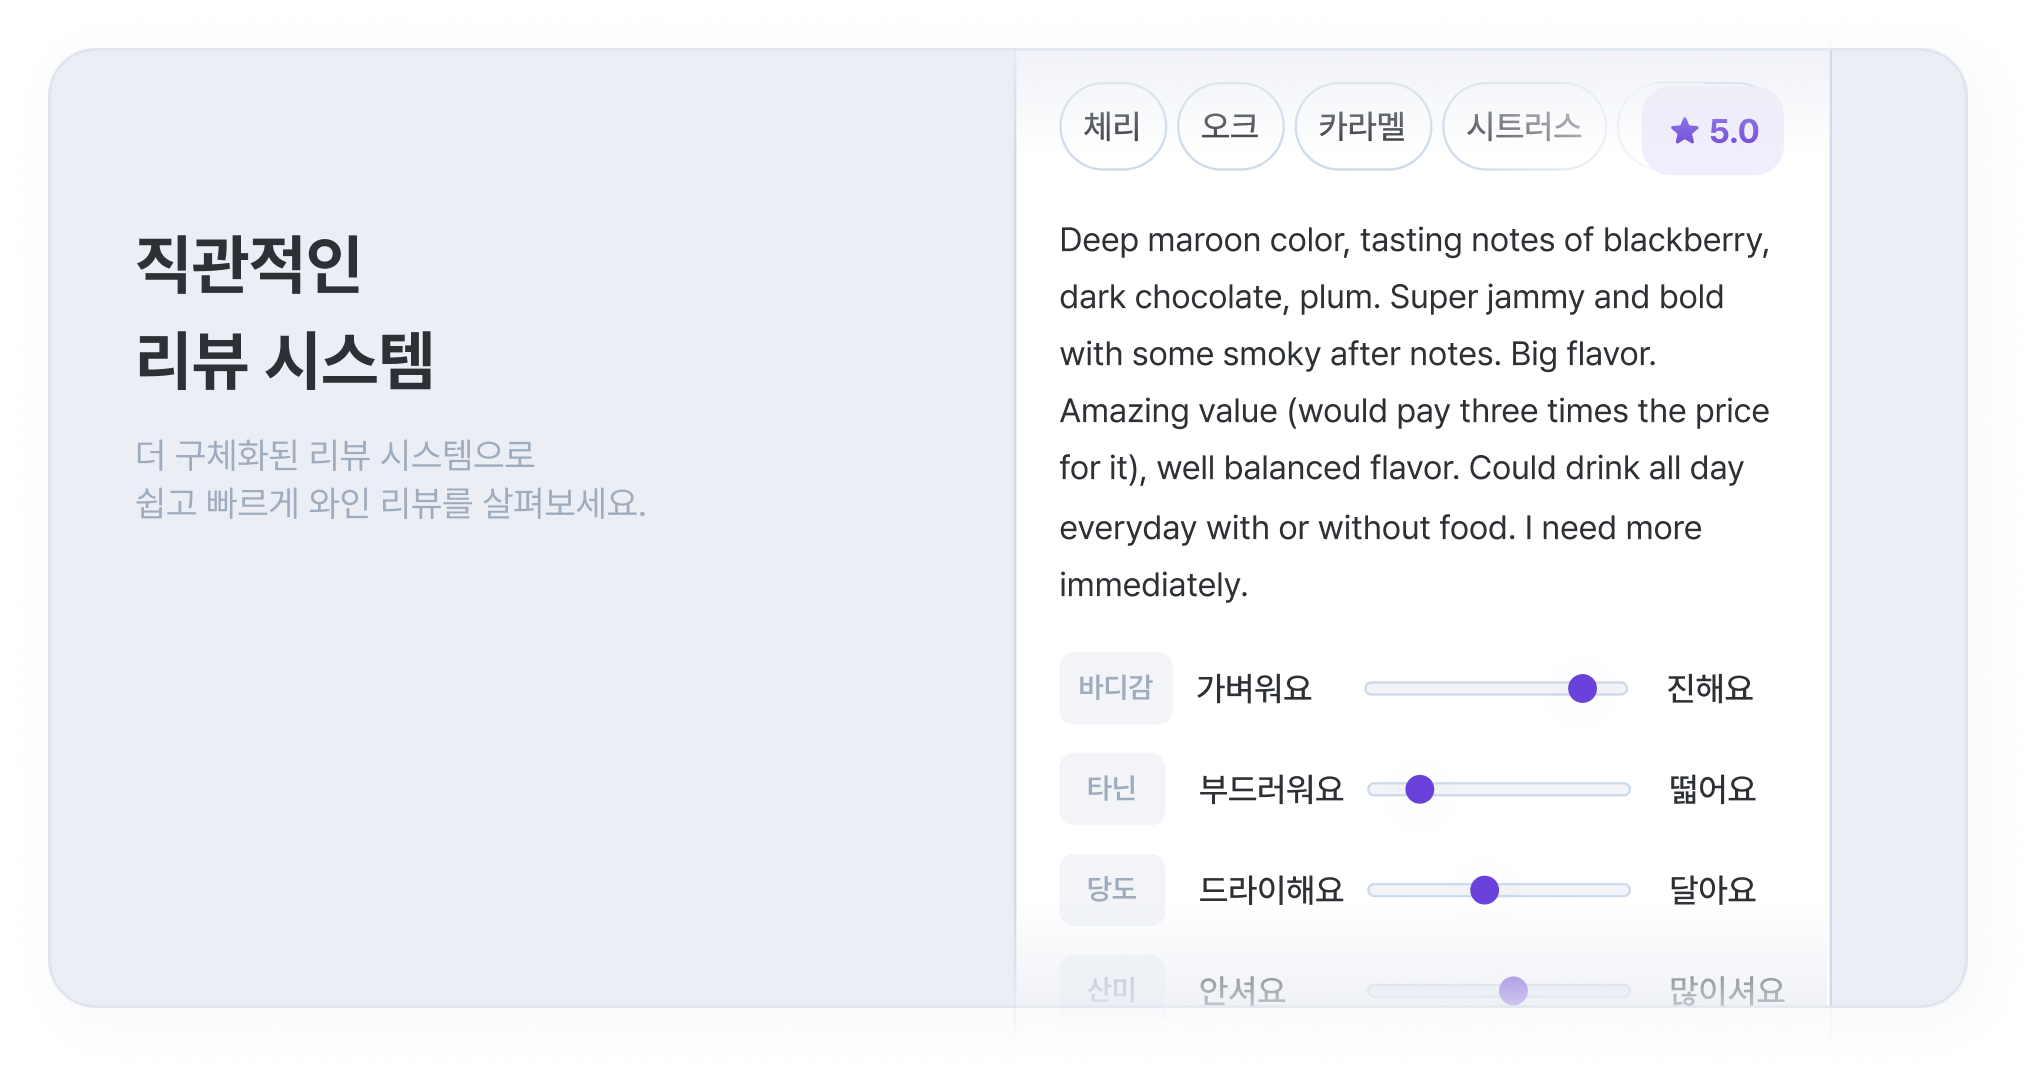 직관적인
리뷰 시스템
더 구체화된 리뷰 시스템으로
쉽고 빠르게 와인 리뷰를 살펴보세요.
체리 오크 카라멜 시트러스 5.0
Deep maroon color, tasting notes of blackberry,
dark chocolate, plum. Super jammy and bold
with some smoky after notes. Big flavor.
Amazing value (would pay three times the price
for it), well balanced flavor. Could drink all day
everyday with or without food. I need more
immediately.
바디감 가벼워요 진해요
타닌 부드러워요 떫어요
당도 드라이해요 달아요
산미 안셔요 많이셔요